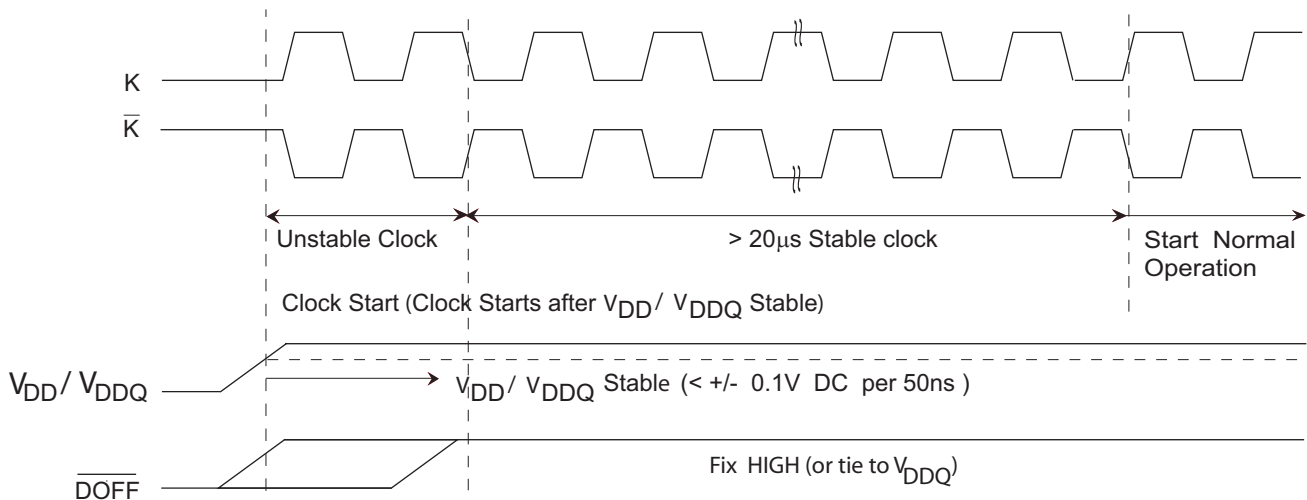 K
K̅
Unstable Clock
> 20μs Stable clock
Start Normal
Operation
Clock Start (Clock Starts after VDD / VDDQ Stable)
VDD / VDDQ
VDD / VDDQ Stable (< +/- 0.1V DC per 50ns )
D̅O̅F̅F̅
Fix HIGH (or tie to VDDQ)